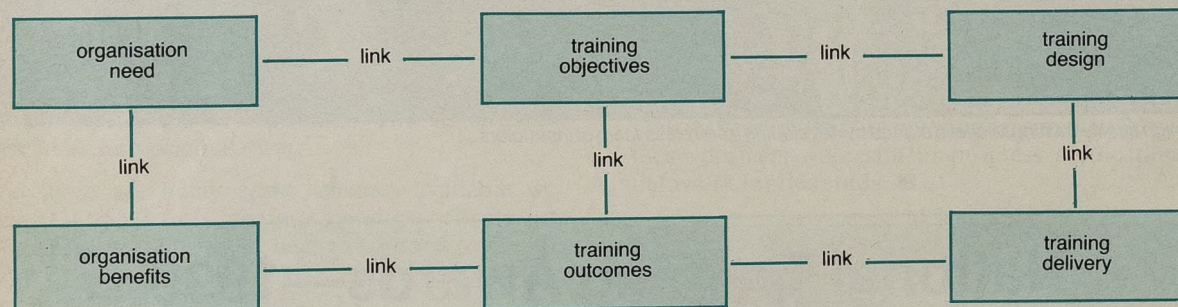 organisation
need
link
training
objectives
link
training
design
link
link
link
organisation
benefits
link
training
outcomes
link
training
delivery